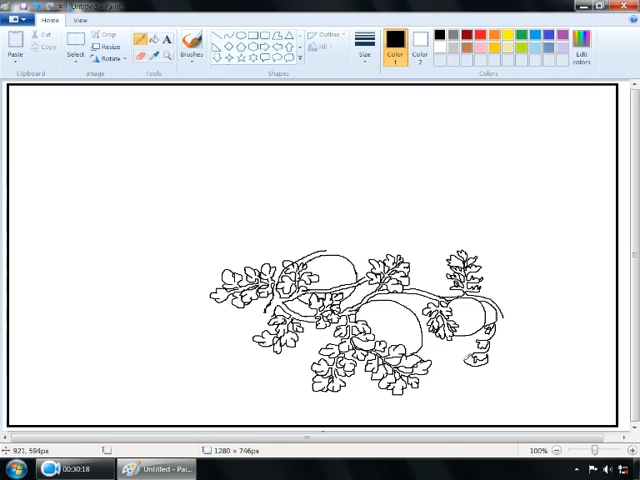 Untitled - Paint
Home View
Paste
Cut
Copy
Clipboard
Select
Crop
Resize
Rotate
Image
Tools
Brushes
Shapes
Outline
Fill
Size
Color 1
Color 2
Colors
Edit colors
921, 594px
1280 × 746px
100%
00:30:18
Untitled - Pai...